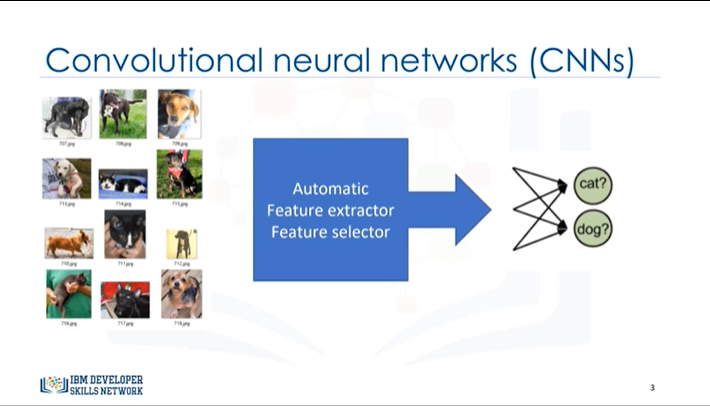 Convolutional neural networks (CNNs)
707.jpg
708.jpg
709.jpg
713.jpg
714.jpg
715.jpg
710.jpg
711.jpg
712.jpg
716.jpg
717.jpg
718.jpg
Automatic
Feature extractor
Feature selector
cat?
dog?
IBM DEVELOPER
SKILLS NETWORK
3